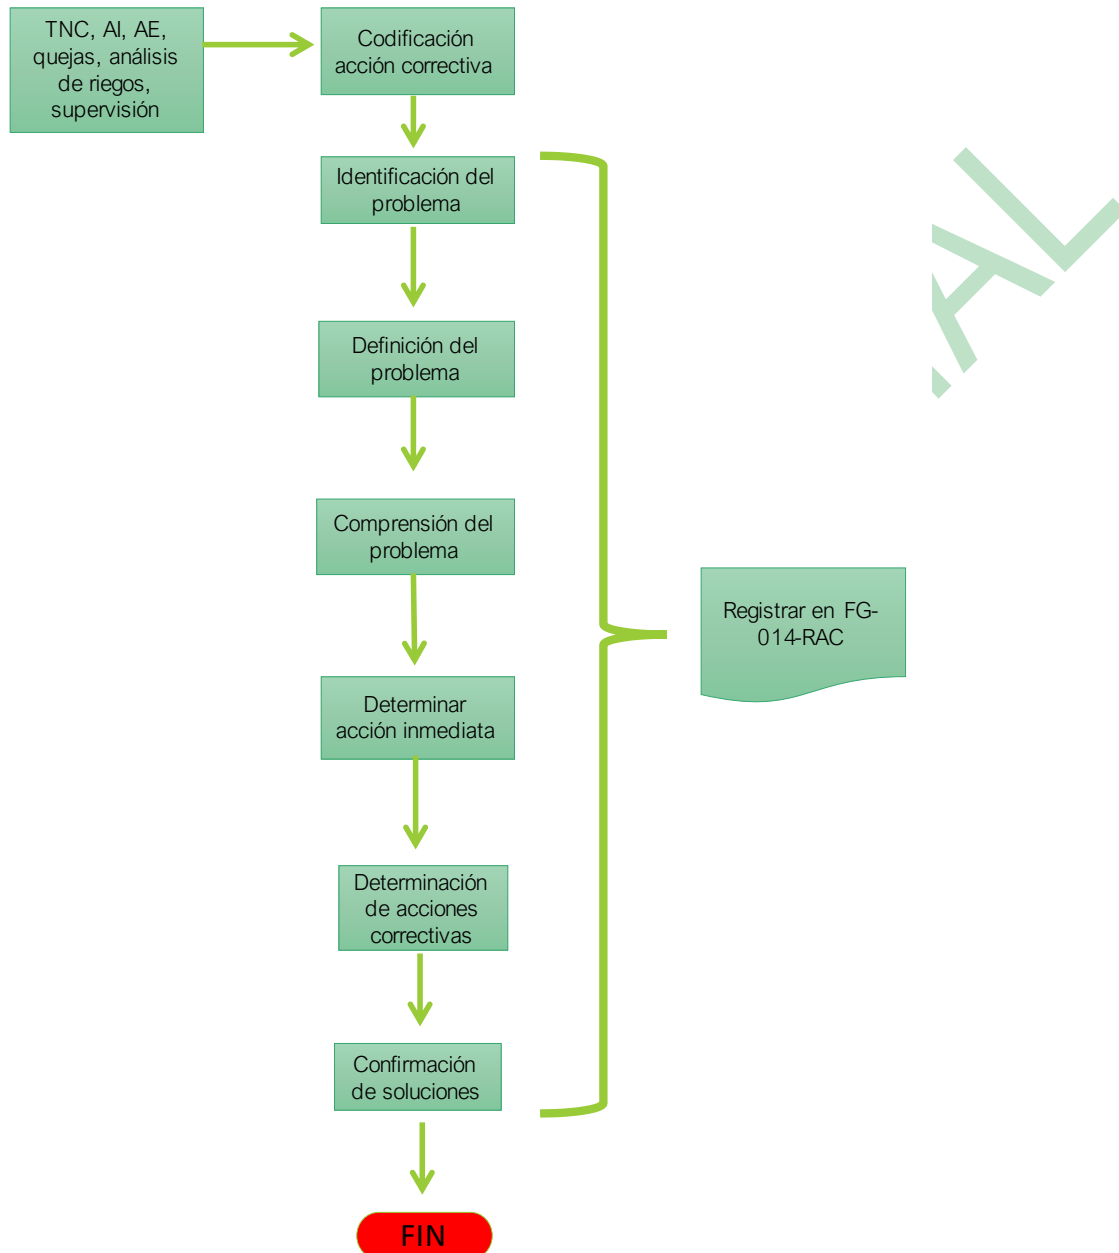 TNC, AI, AE,
quejas, análisis
de riegos,
supervisión
Codificación
acción correctiva
Identificación del
problema
Definición del
problema
Comprensión del
problema
Registrar en FG-
014-RAC
Determinar
acción inmediata
Determinación
de acciones
correctivas
Confirmación
de soluciones
FIN
AL